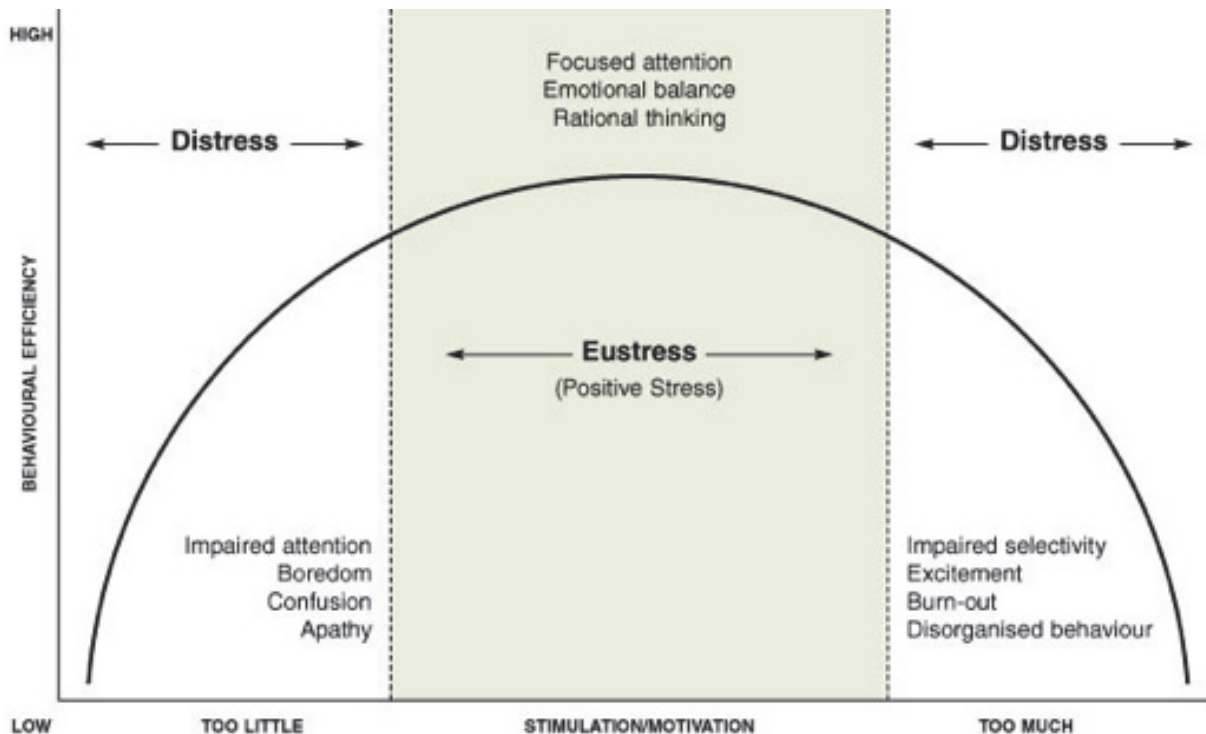 HIGH
Focused attention
Emotional balance
Rational thinking
Distress
Distress
BEHAVIOURAL EFFICIENCY
Eustress
(Positive Stress)
Impaired attention
Boredom
Confusion
Apathy
Impaired selectivity
Excitement
Burn-out
Disorganised behaviour
LOW
TOO LITTLE
STIMULATION/MOTIVATION
TOO MUCH